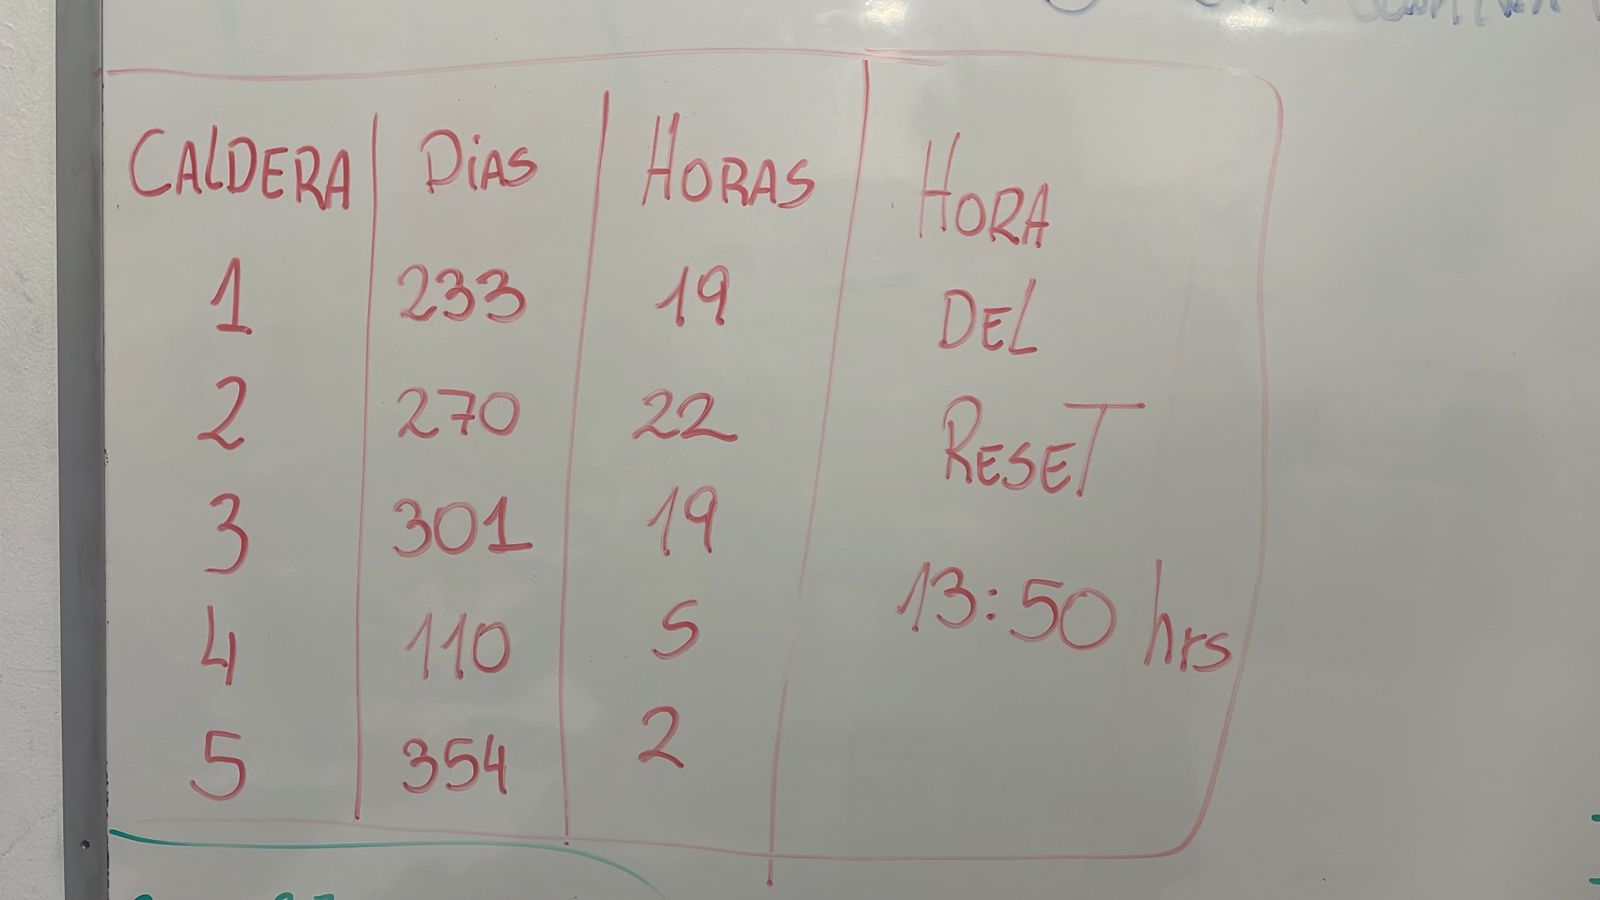 CALDERA DiAS HORAS
1 233 19
2 270 22
3 301 19
4 110 5
5 354 2
HORA
DEL
RESET
13:50 hrs